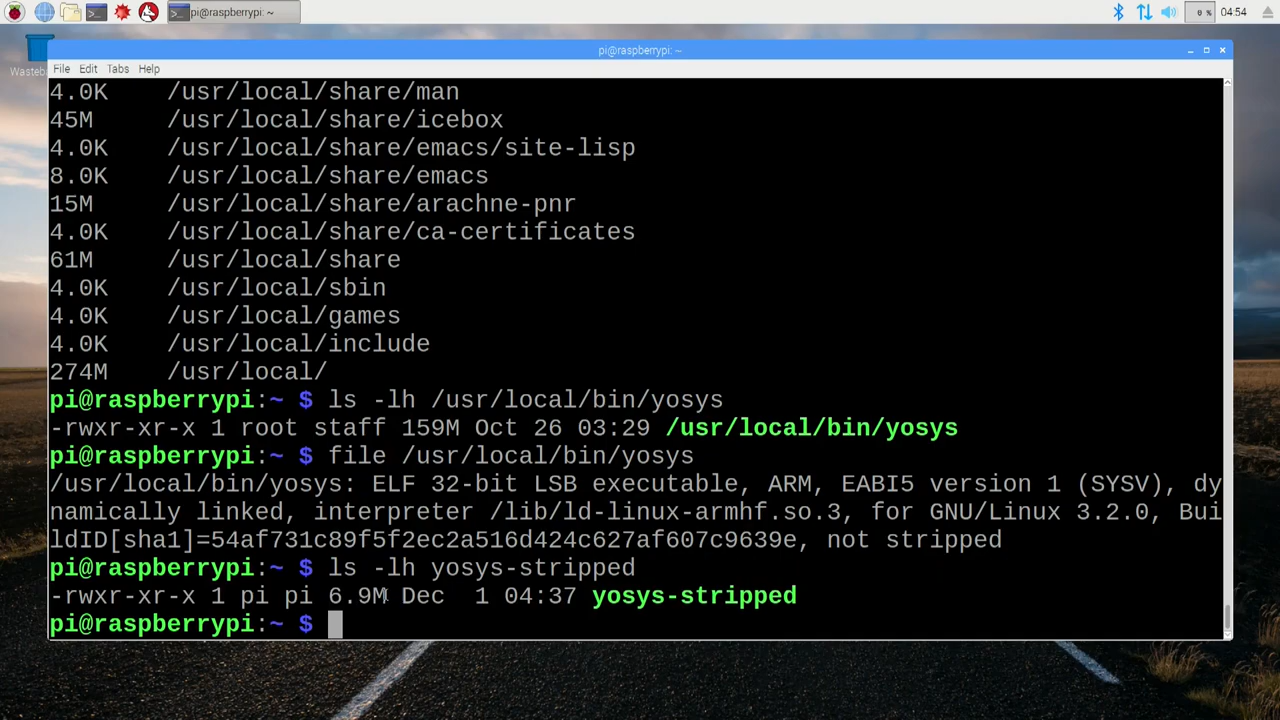 pi@raspberrypi: ~
0 %
04:54
Wasteb
pi@raspberrypi: ~
File Edit Tabs Help
4.0K /usr/local/share/man
45M /usr/local/share/icebox
4.0K /usr/local/share/emacs/site-lisp
8.0K /usr/local/share/emacs
15M /usr/local/share/arachne-pnr
4.0K /usr/local/share/ca-certificates
61M /usr/local/share
4.0K /usr/local/sbin
4.0K /usr/local/games
4.0K /usr/local/include
274M /usr/local/
pi@raspberrypi:~ $ ls -lh /usr/local/bin/yosys
-rwxr-xr-x 1 root staff 159M Oct 26 03:29 /usr/local/bin/yosys
pi@raspberrypi:~ $ file /usr/local/bin/yosys
/usr/local/bin/yosys: ELF 32-bit LSB executable, ARM, EABI5 version 1 (SYSV), dy
namically linked, interpreter /lib/ld-linux-armhf.so.3, for GNU/Linux 3.2.0, Bui
ldID[sha1]=54af731c89f5f2ec2a516d424c627af607c9639e, not stripped
pi@raspberrypi:~ $ ls -lh yosys-stripped
-rwxr-xr-x 1 pi pi 6.9M Dec  1 04:37 yosys-stripped
pi@raspberrypi:~ $